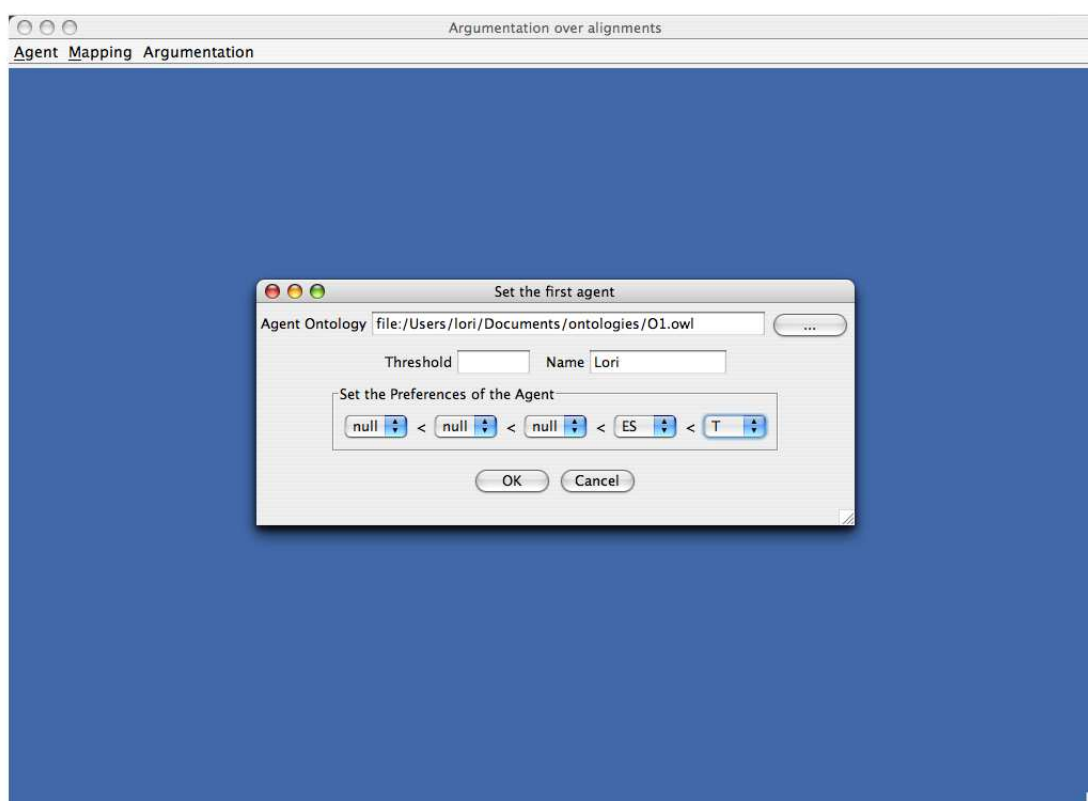 Argumentation over alignments
Agent Mapping Argumentation
Set the first agent
Agent Ontology file:/Users/lori/Documents/ontologies/O1.owl ...
Threshold Name Lori
Set the Preferences of the Agent
null < null < null < ES < T
OK Cancel